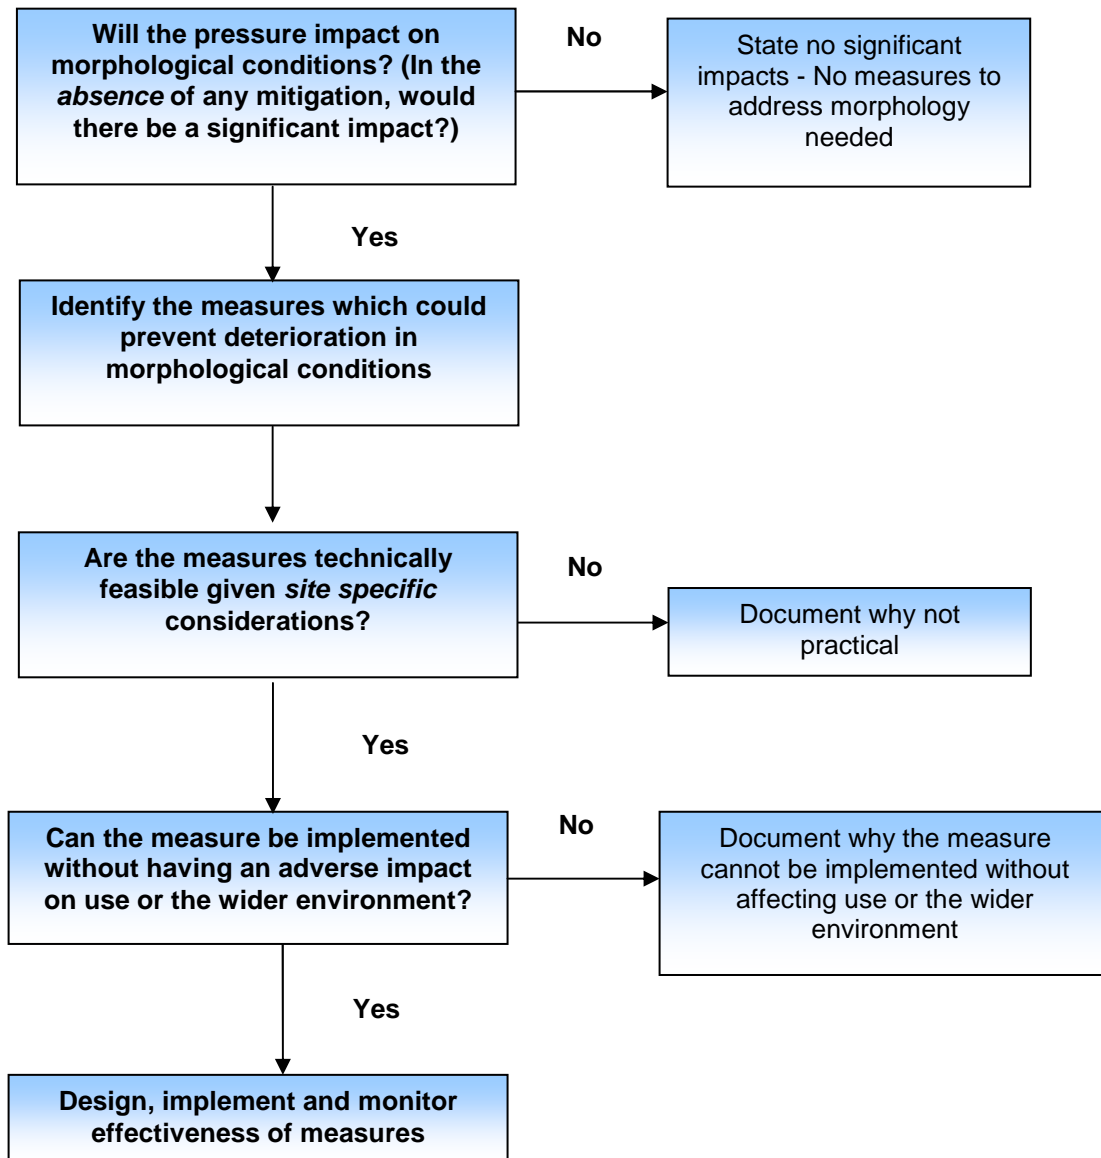 Will the pressure impact on
morphological conditions? (In the
absence of any mitigation, would
there be a significant impact?)
No
State no significant
impacts - No measures to
address morphology
needed
Yes
Identify the measures which could
prevent deterioration in
morphological conditions
Are the measures technically
feasible given site specific
considerations?
No
Document why not
practical
Yes
Can the measure be implemented
without having an adverse impact
on use or the wider environment?
No
Document why the measure
cannot be implemented without
affecting use or the wider
environment
Yes
Design, implement and monitor
effectiveness of measures